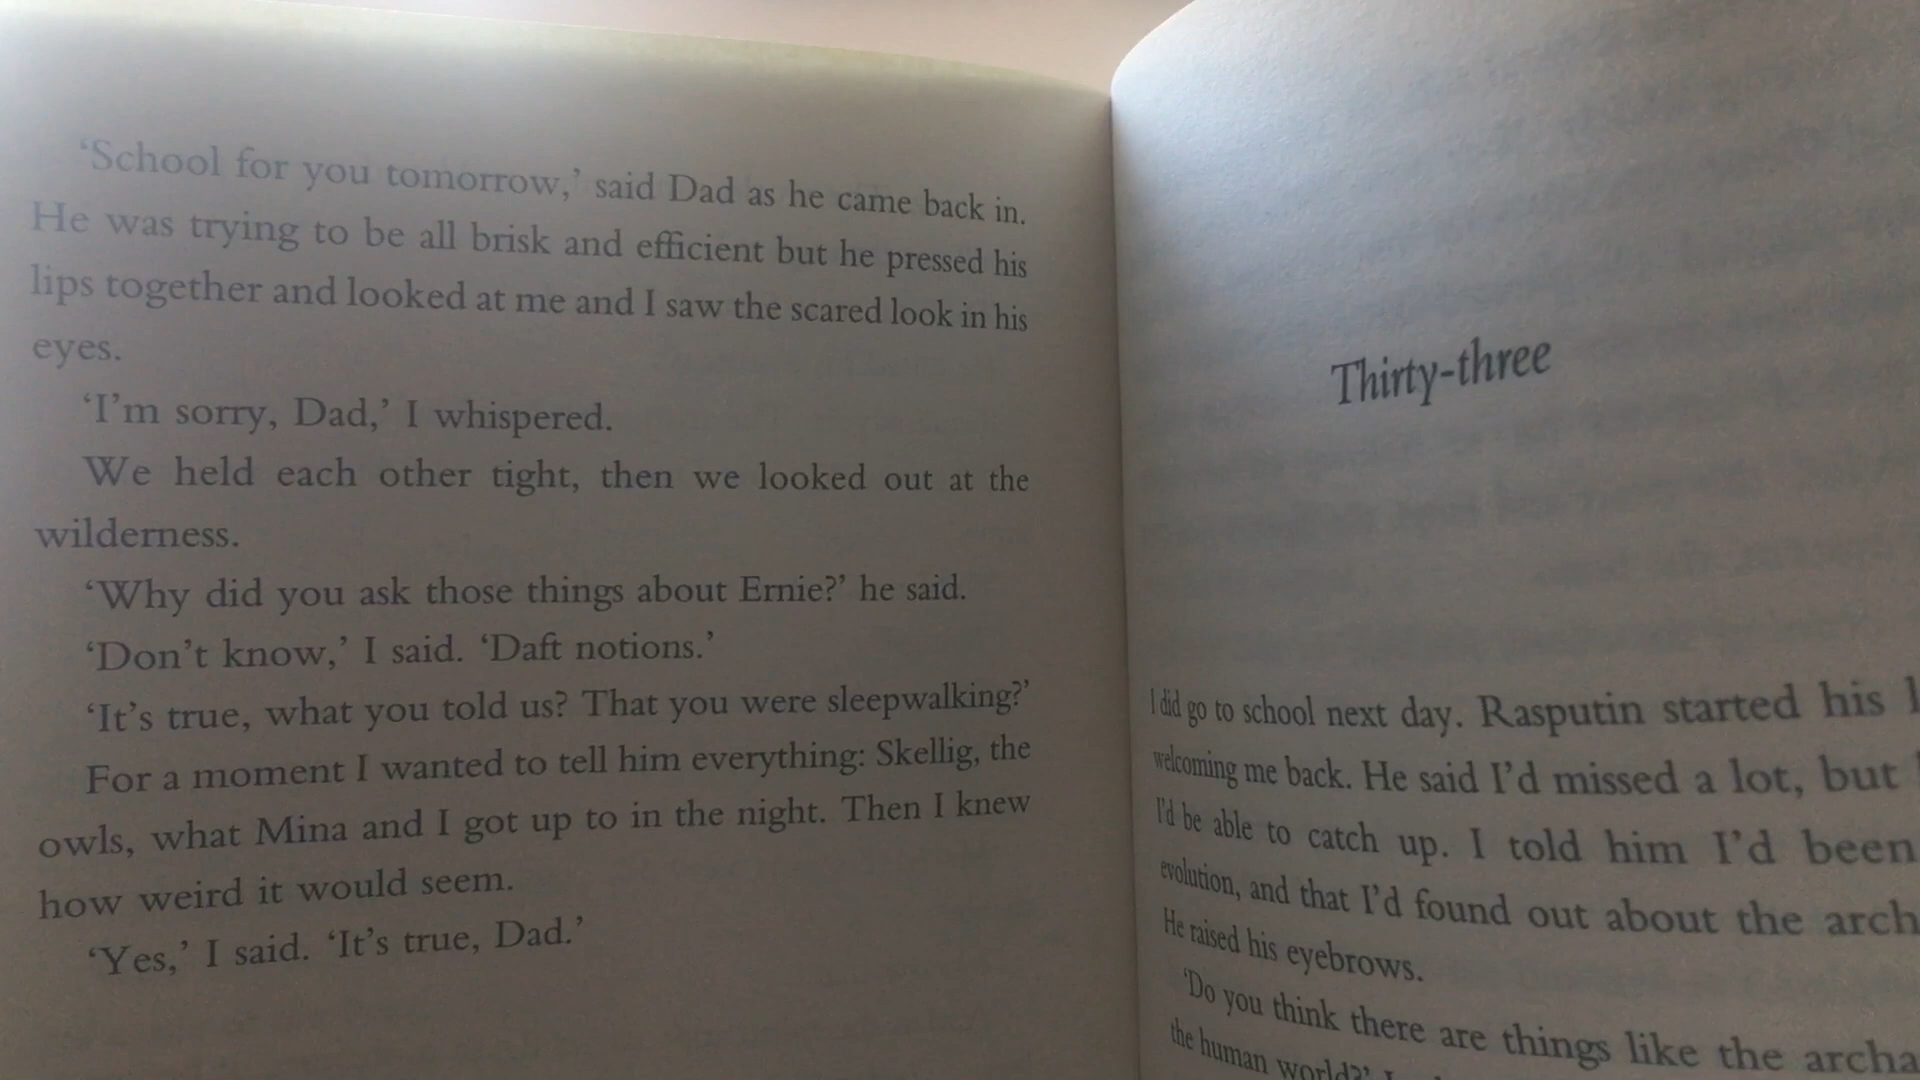 ‘School for you tomorrow,’ said Dad as he came back in.
He was trying to be all brisk and efficient but he pressed his
lips together and looked at me and I saw the scared look in his
eyes.
‘I’m sorry, Dad,’ I whispered.
We held each other tight, then we looked out at the
wilderness.
‘Why did you ask those things about Ernie?’ he said.
‘Don’t know,’ I said. ‘Daft notions.’
‘It’s true, what you told us? That you were sleepwalking?’
For a moment I wanted to tell him everything: Skellig, the
owls, what Mina and I got up to in the night. Then I knew
how weird it would seem.
‘Yes,’ I said. ‘It’s true, Dad.’
Thirty-three
I did go to school next day. Rasputin started his
welcoming me back. He said I’d missed a lot, but
I’d be able to catch up. I told him I’d been
evolution, and that I’d found out about the arch
He raised his eyebrows.
‘Do you think there are things like the archa
the human world?’